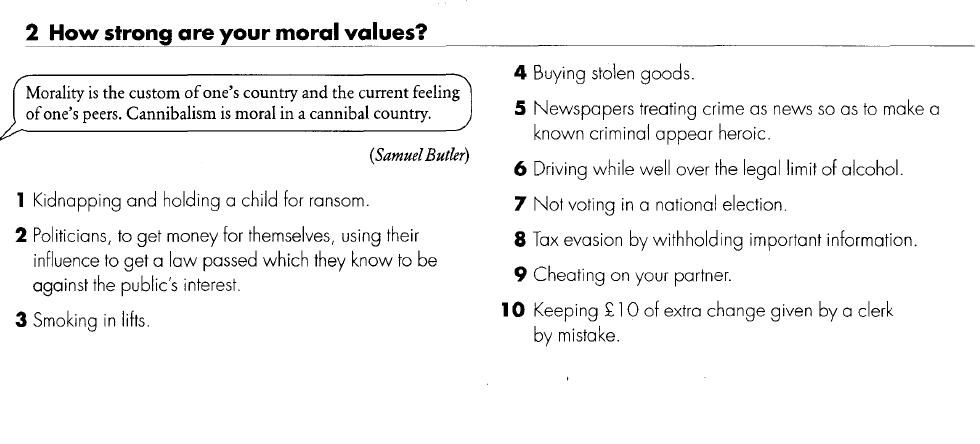 2 How strong are your moral values?
Morality is the custom of one's country and the current feeling
of one's peers. Cannibalism is moral in a cannibal country.
(Samuel Butler)
1 Kidnapping and holding a child for ransom.
2 Politicians, to get money for themselves, using their
influence to get a law passed which they know to be
against the public's interest.
3 Smoking in lifts.
4 Buying stolen goods.
5 Newspapers treating crime as news so as to make a
known criminal appear heroic.
6 Driving while well over the legal limit of alcohol.
7 Not voting in a national election.
8 Tax evasion by withholding important information.
9 Cheating on your partner.
10 Keeping £10 of extra change given by a clerk
by mistake.